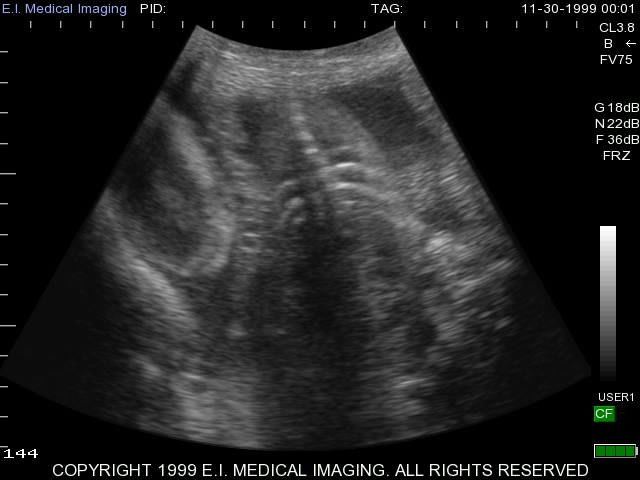 E.I. Medical Imaging PID: TAG: 11-30-1999 00:01
CL3.8
B ←
FV75
G 18dB
N 22dB
F 36dB
FRZ
USER1
CF
144
COPYRIGHT 1999 E.I. MEDICAL IMAGING. ALL RIGHTS RESERVED